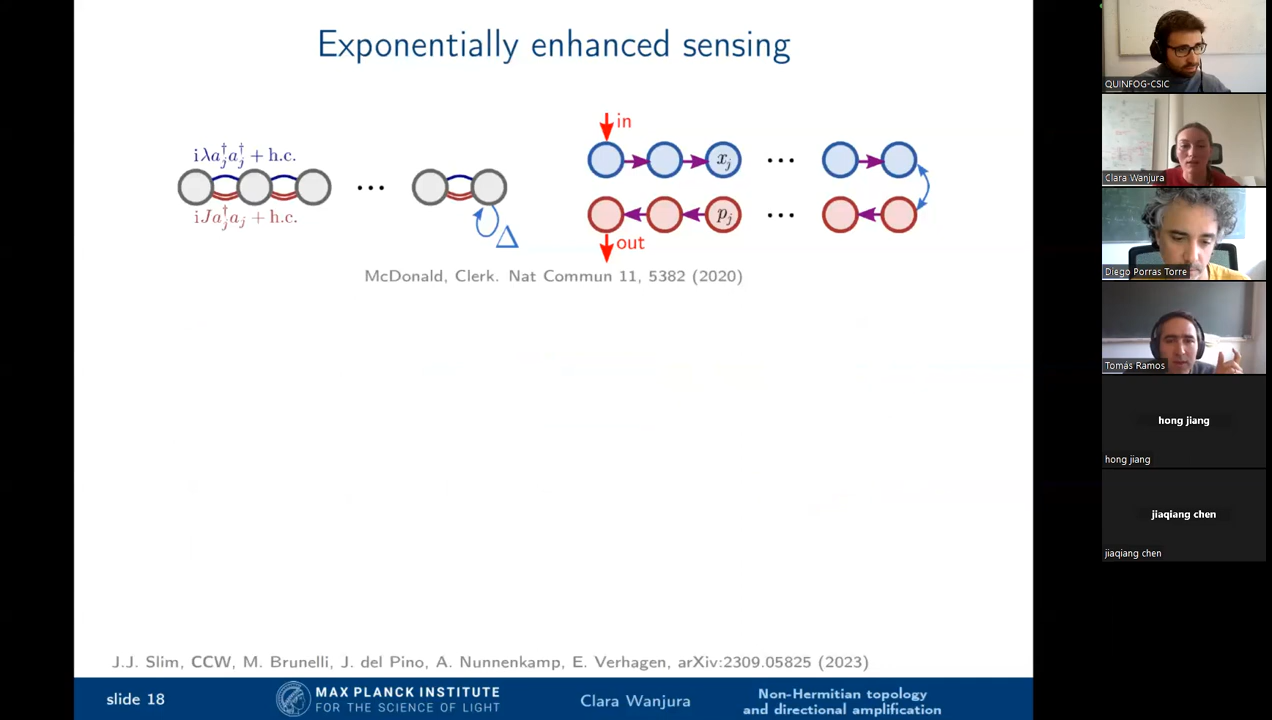 Exponentially enhanced sensing
iλa†ja†j + h.c.
iJa†jaj + h.c.
...
Δ
in
xj
...
pj
...
out
McDonald, Clerk. Nat Commun 11, 5382 (2020)
J.J. Slim, CCW, M. Brunelli, J. del Pino, A. Nunnenkamp, E. Verhagen, arXiv:2309.05825 (2023)
slide 18
MAX PLANCK INSTITUTE
FOR THE SCIENCE OF LIGHT
Clara Wanjura
Non-Hermitian topology
and directional amplification
QUINFOG-CSIC
Clara Wanjura
Diego Porras Torre
Tomás Ramos
hong jiang
hong jiang
jiaqiang chen
jiaqiang chen